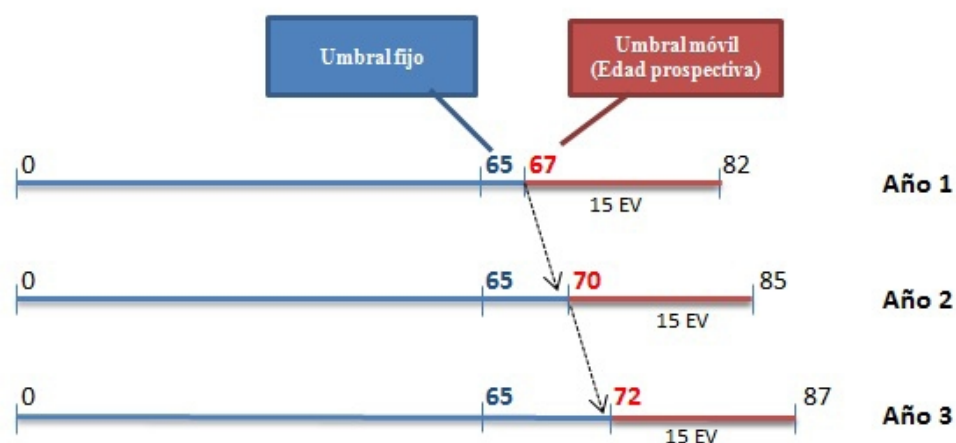 Umbral fijo
Umbral móvil
(Edad prospectiva)
0 65 67 82 Año 1
15 EV
0 65 70 85 Año 2
15 EV
0 65 72 87 Año 3
15 EV